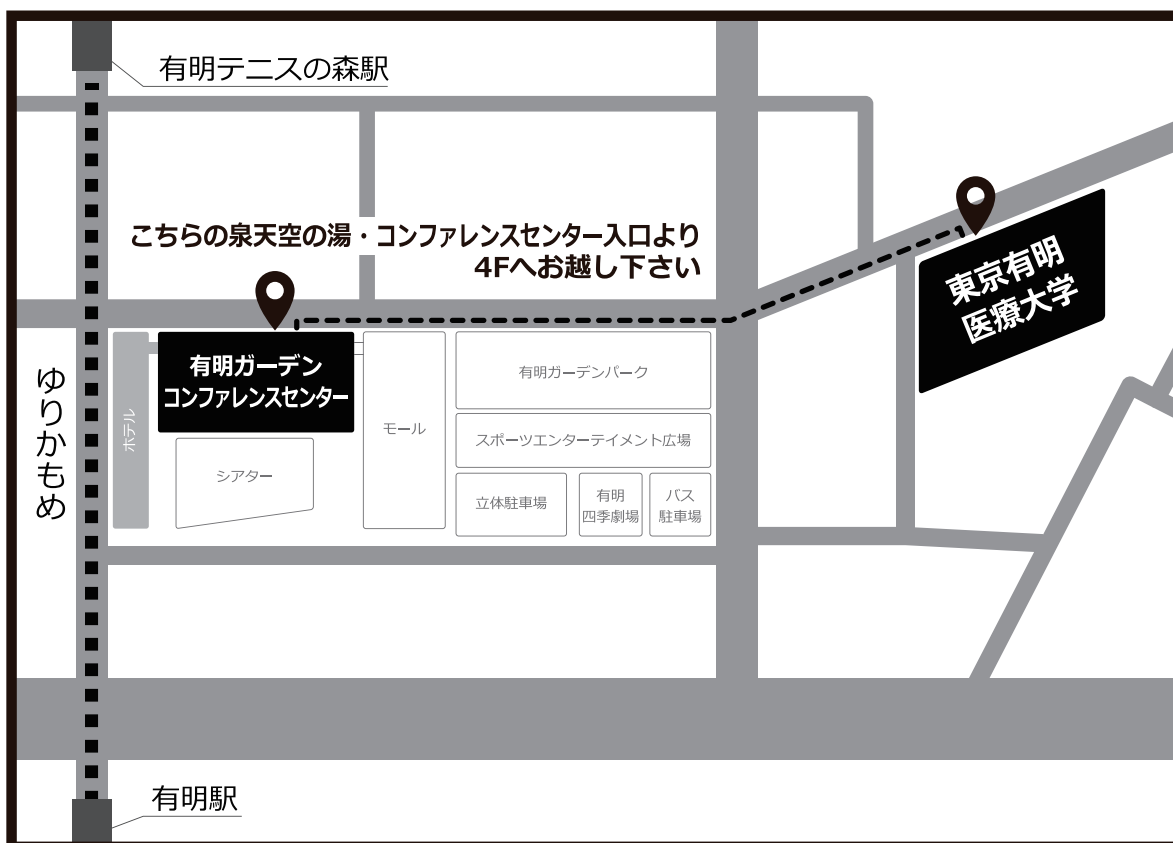 有明テニスの森駅
こちらの泉天空の湯・コンファレンスセンター入口より
4Fへお越し下さい
東京有明
医療大学
有明ガーデン
コンファレンスセンター
ゆりかもめ
ホテル
シアター
モール
有明ガーデンパーク
スポーツエンターテイメント広場
立体駐車場
有明
四季劇場
バス
駐車場
有明駅